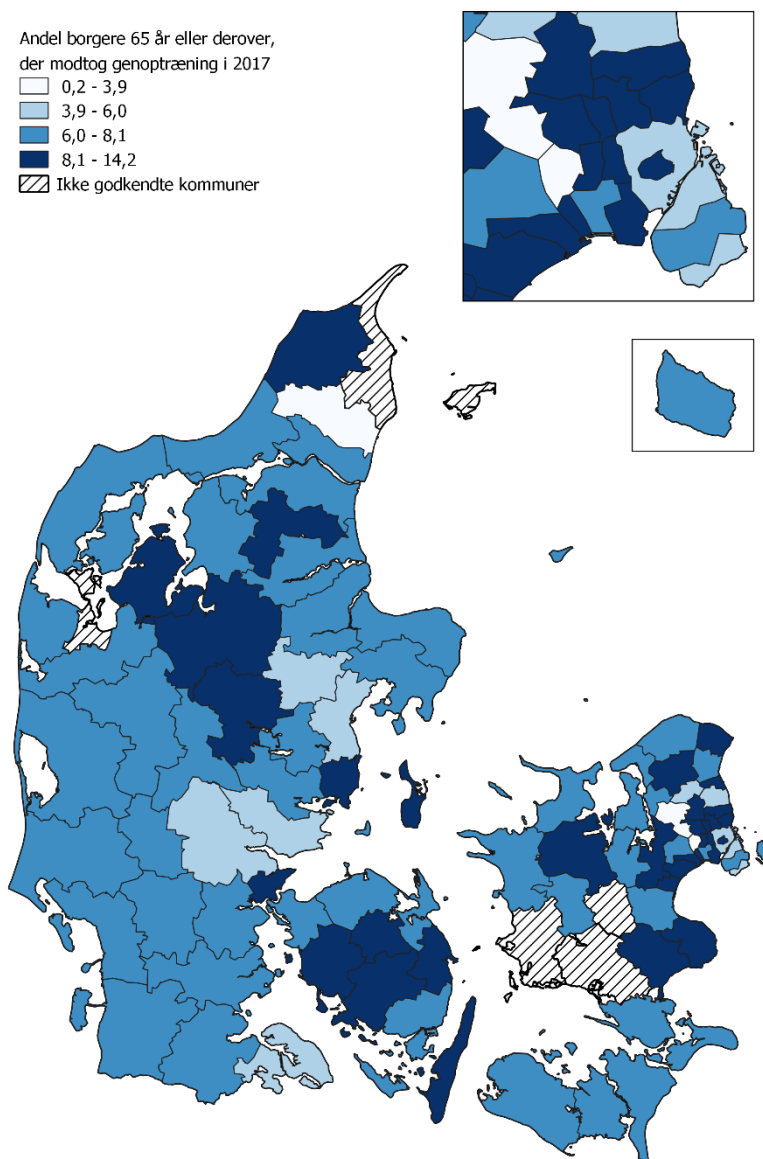 Andel borgere 65 år eller derover,
der modtog genoptræning i 2017
0,2 - 3,9
3,9 - 6,0
6,0 - 8,1
8,1 - 14,2
Ikke godkendte kommuner